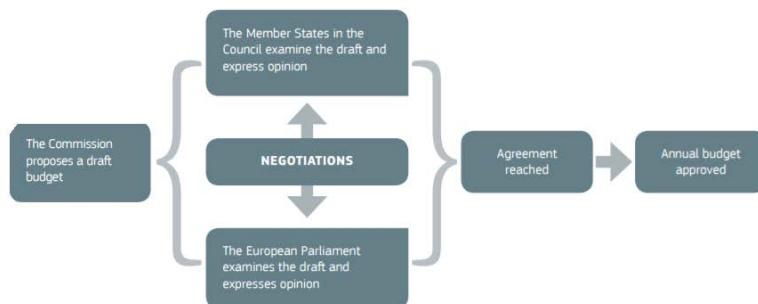 The Member States in the
Council examine the draft and
express opinion
The Commission
proposes a draft
budget
NEGOTIATIONS
Agreement
reached
Annual budget
approved
The European Parliament
examines the draft and
expresses opinion